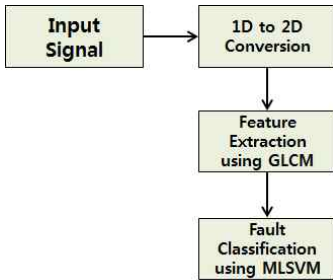 Input
Signal
1D to 2D
Conversion
Feature
Extraction
using GLCM
Fault
Classification
using MLSVM